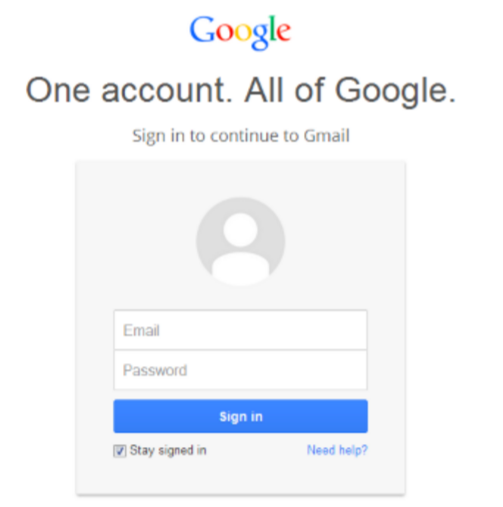 Google
One account. All of Google.
Sign in to continue to Gmail
Email
Password
Sign in
Stay signed in Need help?